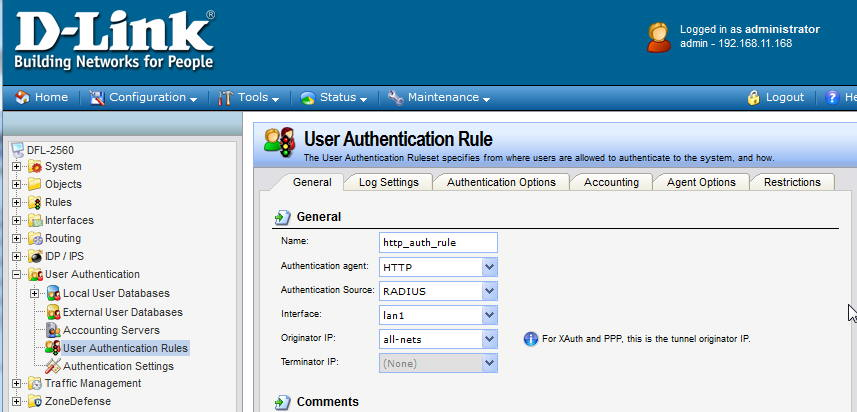 D-Link®
Building Networks for People
Logged in as administrator
admin - 192.168.11.168
Home Configuration Tools Status Maintenance Logout
DFL-2560
System
Objects
Rules
Interfaces
Routing
IDP / IPS
User Authentication
Local User Databases
External User Databases
Accounting Servers
User Authentication Rules
Authentication Settings
Traffic Management
ZoneDefense
User Authentication Rule
The User Authentication Ruleset specifies from where users are allowed to authenticate to the system, and how.
General Log Settings Authentication Options Accounting Agent Options Restrictions
General
Name: http_auth_rule
Authentication agent: HTTP
Authentication Source: RADIUS
Interface: lan1
Originator IP: all-nets For XAuth and PPP, this is the tunnel originator IP.
Terminator IP: (None)
Comments